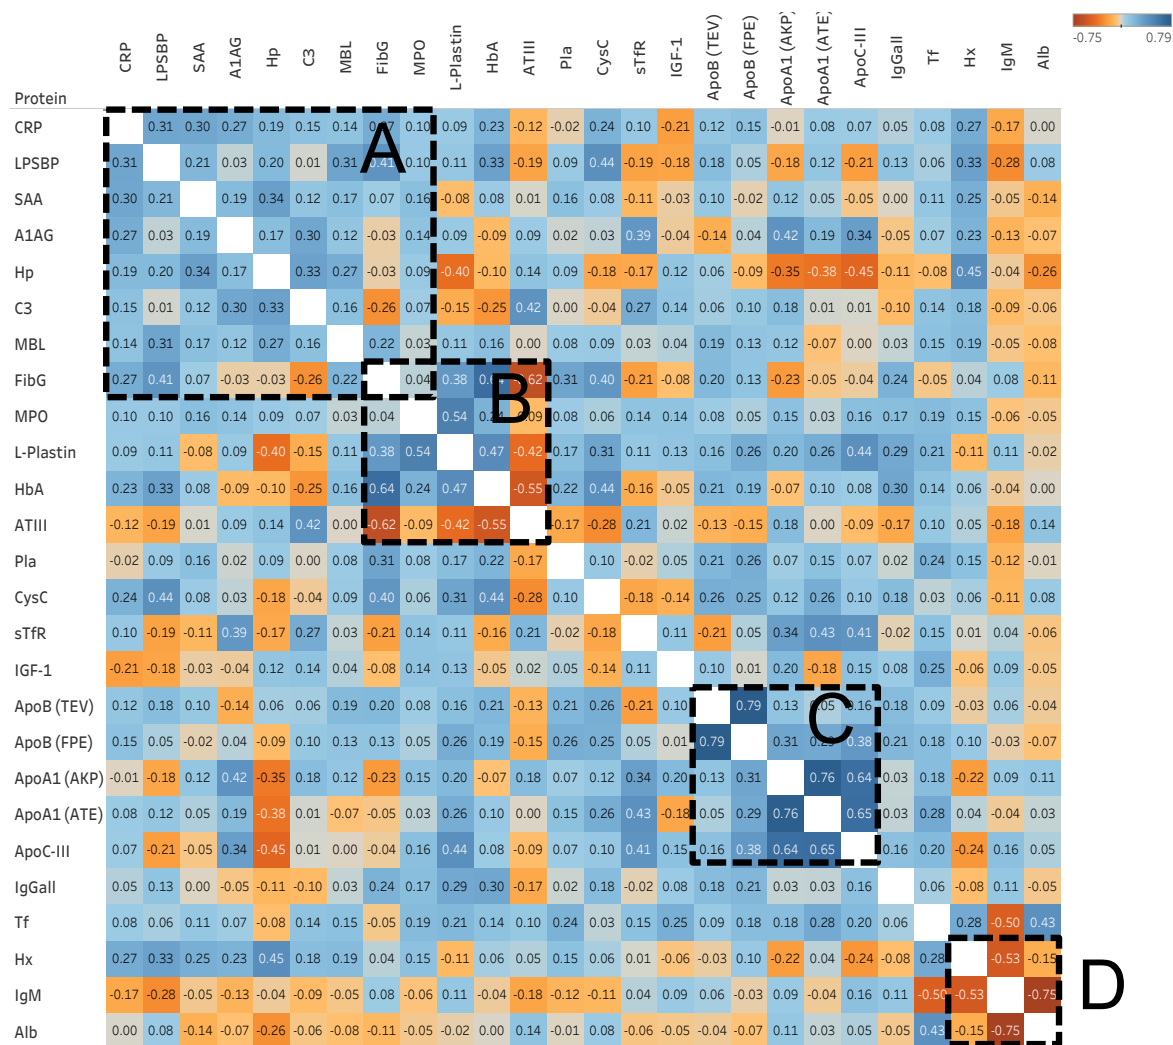 CRP LPSBP SAA A1AG Hp C3 MBL FibG MPO L-Plastin HbA ATIII Pla CysC sTfR IGF-1 ApoB (TEV) ApoB (FPE) ApoA1 (AKP) ApoA1 (ATE) ApoC-III IgGall Tf Hx IgM Alb
-0.75 0.79
Protein
CRP 0.31 0.30 0.27 0.19 0.15 0.14 0.10 0.09 0.23 -0.12 -0.02 0.24 0.10 -0.21 0.12 0.15 -0.01 0.08 0.07 0.05 0.08 0.27 -0.17 0.00
A
LPSBP 0.31 0.21 0.03 0.20 0.01 0.31 0.41 0.10 0.11 0.33 -0.19 0.09 0.44 -0.19 -0.18 0.18 0.05 -0.18 0.12 -0.21 0.13 0.06 0.33 -0.28 0.08
SAA 0.30 0.21 0.19 0.34 0.12 0.17 0.07 0.16 -0.08 0.08 0.01 0.16 0.08 -0.11 -0.03 0.10 -0.02 0.12 0.05 -0.05 0.00 0.11 0.25 -0.05 -0.14
A1AG 0.27 0.03 0.19 0.17 0.30 0.12 -0.03 0.14 0.09 -0.09 0.09 0.02 0.03 0.39 -0.04 -0.14 0.04 0.42 0.19 0.34 -0.05 0.07 0.23 -0.13 -0.07
Hp 0.19 0.20 0.34 0.17 0.33 0.27 -0.03 0.09 -0.40 -0.10 0.14 0.09 -0.18 -0.17 0.12 0.06 -0.09 -0.35 -0.38 -0.45 -0.11 -0.08 0.45 -0.04 -0.26
C3 0.15 0.01 0.12 0.30 0.33 0.16 -0.26 0.07 -0.15 -0.25 0.42 0.00 -0.04 0.27 0.14 0.06 0.10 0.18 0.01 0.01 -0.10 0.14 0.18 -0.09 -0.06
MBL 0.14 0.31 0.17 0.12 0.27 0.16 0.22 0.03 0.11 0.16 0.00 0.08 0.09 0.03 0.04 0.19 0.13 0.12 -0.07 0.00 0.03 0.15 0.19 -0.05 -0.08
FibG 0.27 0.41 0.07 -0.03 -0.03 -0.26 0.22 0.04 0.38 0.31 0.40 -0.21 -0.08 0.20 0.13 -0.23 -0.05 -0.04 0.24 -0.05 0.04 0.08 -0.11
B
MPO 0.10 0.10 0.16 0.14 0.09 0.07 0.03 0.04 0.54 0.08 0.06 0.14 0.14 0.08 0.05 0.15 0.03 0.16 0.17 0.19 0.15 -0.06 -0.05
L-Plastin 0.09 0.11 -0.08 0.09 -0.40 -0.15 0.11 0.38 0.54 0.47 -0.42 0.17 0.31 0.11 0.13 0.16 0.26 0.20 0.26 0.44 0.29 0.21 -0.11 0.11 -0.02
HbA 0.23 0.33 0.08 -0.09 -0.10 -0.25 0.16 0.64 0.24 0.47 -0.55 0.22 0.44 -0.16 -0.05 0.21 0.19 -0.07 0.10 0.08 0.30 0.14 0.06 -0.04 0.00
ATIII -0.12 -0.19 0.01 0.09 0.14 0.42 0.00 -0.62 -0.09 -0.42 -0.55 -0.17 -0.28 0.21 0.02 -0.13 -0.15 0.18 0.00 -0.09 -0.17 0.10 0.05 -0.18 0.14
Pla -0.02 0.09 0.16 0.02 0.09 0.00 0.08 0.31 0.08 0.17 0.22 -0.17 0.10 -0.02 0.05 0.21 0.26 0.07 0.15 0.07 0.02 0.24 0.15 -0.12 -0.01
CysC 0.24 0.44 0.08 0.03 -0.18 -0.04 0.09 0.40 0.06 0.31 0.44 -0.28 0.10 -0.18 -0.14 0.26 0.25 0.12 0.26 0.10 0.18 0.03 0.06 -0.11 0.08
sTfR 0.10 -0.19 -0.11 0.39 -0.17 0.27 0.03 -0.21 0.14 0.11 -0.16 0.21 -0.02 -0.18 0.11 -0.21 0.05 0.34 0.43 0.41 -0.02 0.15 0.01 0.04 -0.06
IGF-1 -0.21 -0.18 -0.03 -0.04 0.12 0.14 0.04 -0.08 0.14 0.13 -0.05 0.02 0.05 -0.14 0.11 0.10 0.01 0.20 -0.18 0.15 0.08 0.25 -0.06 0.09 -0.05
ApoB (TEV) 0.12 0.18 0.10 -0.14 0.06 0.06 0.19 0.20 0.08 0.16 0.21 -0.13 0.21 0.26 -0.21 0.10 0.79 0.13 0.05 0.16 0.18 0.09 -0.03 0.06 -0.04
C
ApoB (FPE) 0.15 0.05 -0.02 0.04 -0.09 0.10 0.13 0.13 0.05 0.26 0.19 -0.15 0.26 0.25 0.05 0.01 0.79 0.31 0.38 0.21 0.18 0.10 -0.03 -0.07
ApoA1 (AKP) -0.01 -0.18 0.12 0.42 -0.35 0.18 0.12 -0.23 0.15 0.20 -0.07 0.18 0.07 0.12 0.34 0.20 0.13 0.31 0.76 0.64 0.03 0.18 -0.22 0.09 0.11
ApoA1 (ATE) 0.08 0.12 0.05 0.19 -0.38 0.01 -0.07 -0.05 0.03 0.26 0.10 0.00 0.15 0.26 0.43 -0.18 0.05 0.29 0.76 0.65 0.03 0.28 0.04 -0.04 0.03
ApoC-III 0.07 -0.21 -0.05 0.34 -0.45 0.01 0.00 -0.04 0.16 0.44 0.08 -0.09 0.07 0.10 0.41 0.15 0.16 0.38 0.64 0.65 0.16 0.20 -0.24 0.16 0.05
IgGall 0.05 0.13 0.00 -0.05 -0.11 -0.10 0.03 0.24 0.17 0.29 0.30 -0.17 0.02 0.18 -0.02 0.08 0.18 0.21 0.03 0.03 0.16 0.06 -0.08 0.11 -0.05
Tf 0.08 0.06 0.11 0.07 -0.08 0.14 0.15 -0.05 0.19 0.21 0.14 0.10 0.24 0.03 0.15 0.25 0.09 0.18 0.18 0.28 0.20 0.06 0.28 -0.50 0.43
Hx 0.27 0.33 0.25 0.23 0.45 0.18 0.19 0.04 0.15 -0.11 0.06 0.05 0.15 0.06 0.01 -0.06 -0.03 0.10 -0.22 0.04 -0.24 -0.08 0.28 -0.53 -0.15
D
IgM -0.17 -0.28 -0.05 -0.13 -0.04 -0.09 -0.05 0.08 -0.06 0.11 -0.04 -0.18 -0.12 -0.11 0.04 0.09 0.06 -0.03 0.09 -0.04 0.16 0.11 -0.50 -0.53 -0.75
Alb 0.00 0.08 -0.14 -0.07 -0.26 -0.06 -0.08 -0.11 -0.05 -0.02 0.00 0.14 -0.01 0.08 -0.06 -0.05 -0.04 -0.07 0.11 0.03 0.05 -0.05 0.43 -0.15 -0.75